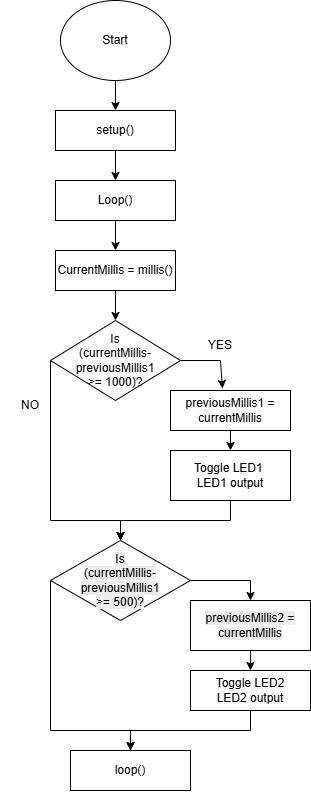 Start
setup()
Loop()
CurrentMillis = millis()
Is
(currentMillis-
previousMillis1
>= 1000)?
YES
NO
previousMillis1 =
currentMillis
Toggle LED1
LED1 output
Is
(currentMillis-
previousMillis1
>= 500)?
previousMillis2 =
currentMillis
Toggle LED2
LED2 output
loop()